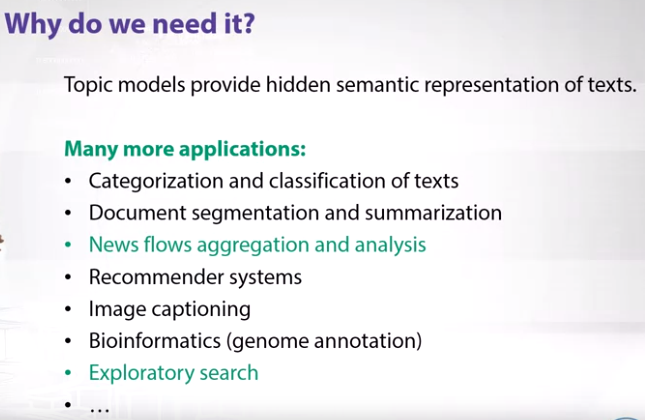 Why do we need it?
Topic models provide hidden semantic representation of texts.
Many more applications:
• Categorization and classification of texts
• Document segmentation and summarization
• News flows aggregation and analysis
• Recommender systems
• Image captioning
• Bioinformatics (genome annotation)
• Exploratory search
• ...